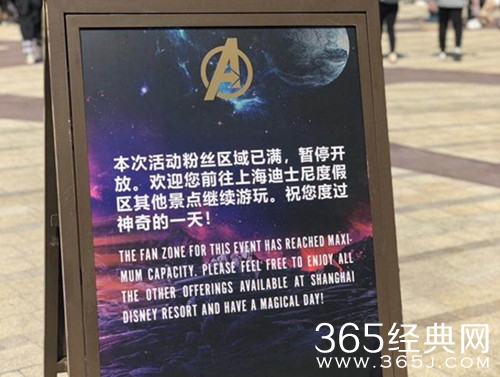 本次活动粉丝区域已满，暂停开
放。欢迎您前往上海迪士尼度假
区其他景点继续游玩。祝您度过
神奇的一天！
THE FAN ZONE FOR THIS EVENT HAS REACHED MAXI-
MUM CAPACITY. PLEASE FEEL FREE TO ENJOY ALL
THE OTHER OFFERINGS AVAILABLE AT SHANGHAI
DISNEY RESORT AND HAVE A MAGICAL DAY!
365经典网
WWW.365J.COM